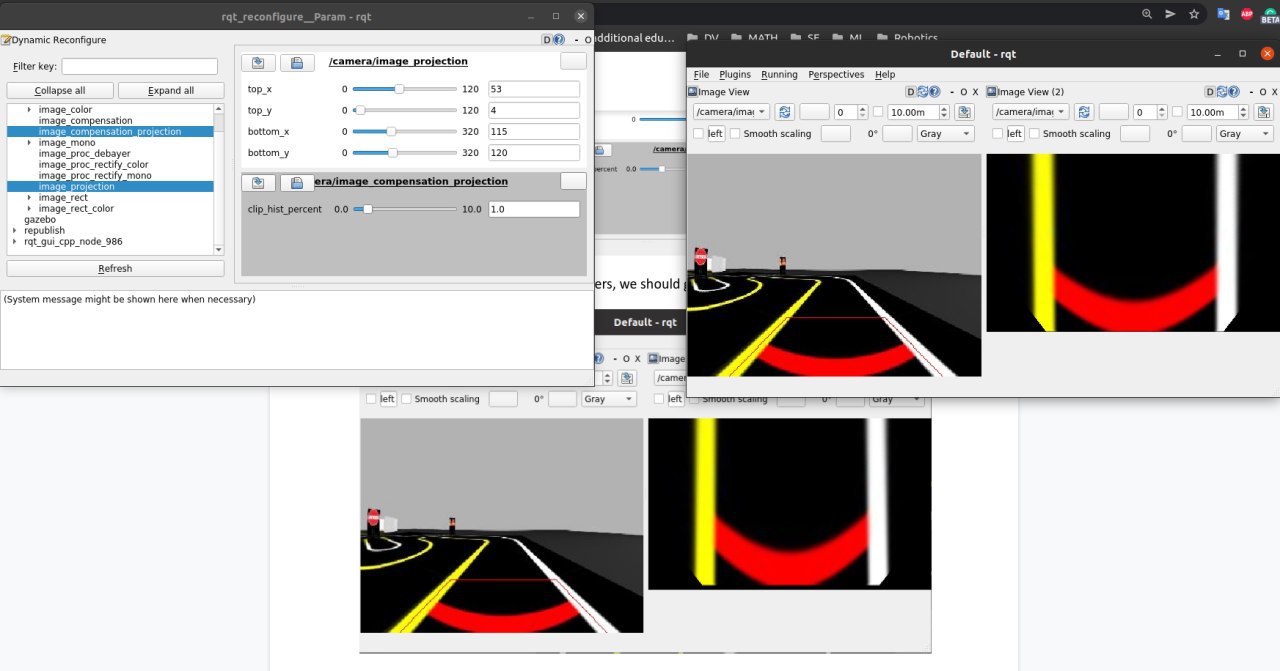 rqt_reconfigure__Param - rqt
Dynamic Reconfigure
D
- O
Filter key:
Collapse all
Expand all
image_color
image_compensation
image_compensation_projection
image_mono
image_proc_debayer
image_proc_rectify_color
image_proc_rectify_mono
image_projection
image_rect
image_rect_color
gazebo
republish
rqt_gui_cpp_node_986
Refresh
(System message might be shown here when necessary)
/camera/image_projection
top_x 0 120 53
top_y 0 120 4
bottom_x 0 320 115
bottom_y 0 320 120
era/image_compensation_projection
clip_hist_percent 0.0 10.0 1.0
additional edu…
DV
MATH
SE
ML
Robotics
ABP
BETA
0
/camera
percent 0.0
ers, we should
Default - rqt
File Plugins Running Perspectives Help
Image View
D
- O X
Image View (2)
D
- O X
/camera/imag
0
10.00m
/camera/imag
0
10.00m
left
Smooth scaling
0°
Gray
left
Smooth scaling
0°
Gray
Default - rqt
- O X
Image
/camer
left
Smooth scaling
0°
Gray
left
Smooth scaling
0°
Gray